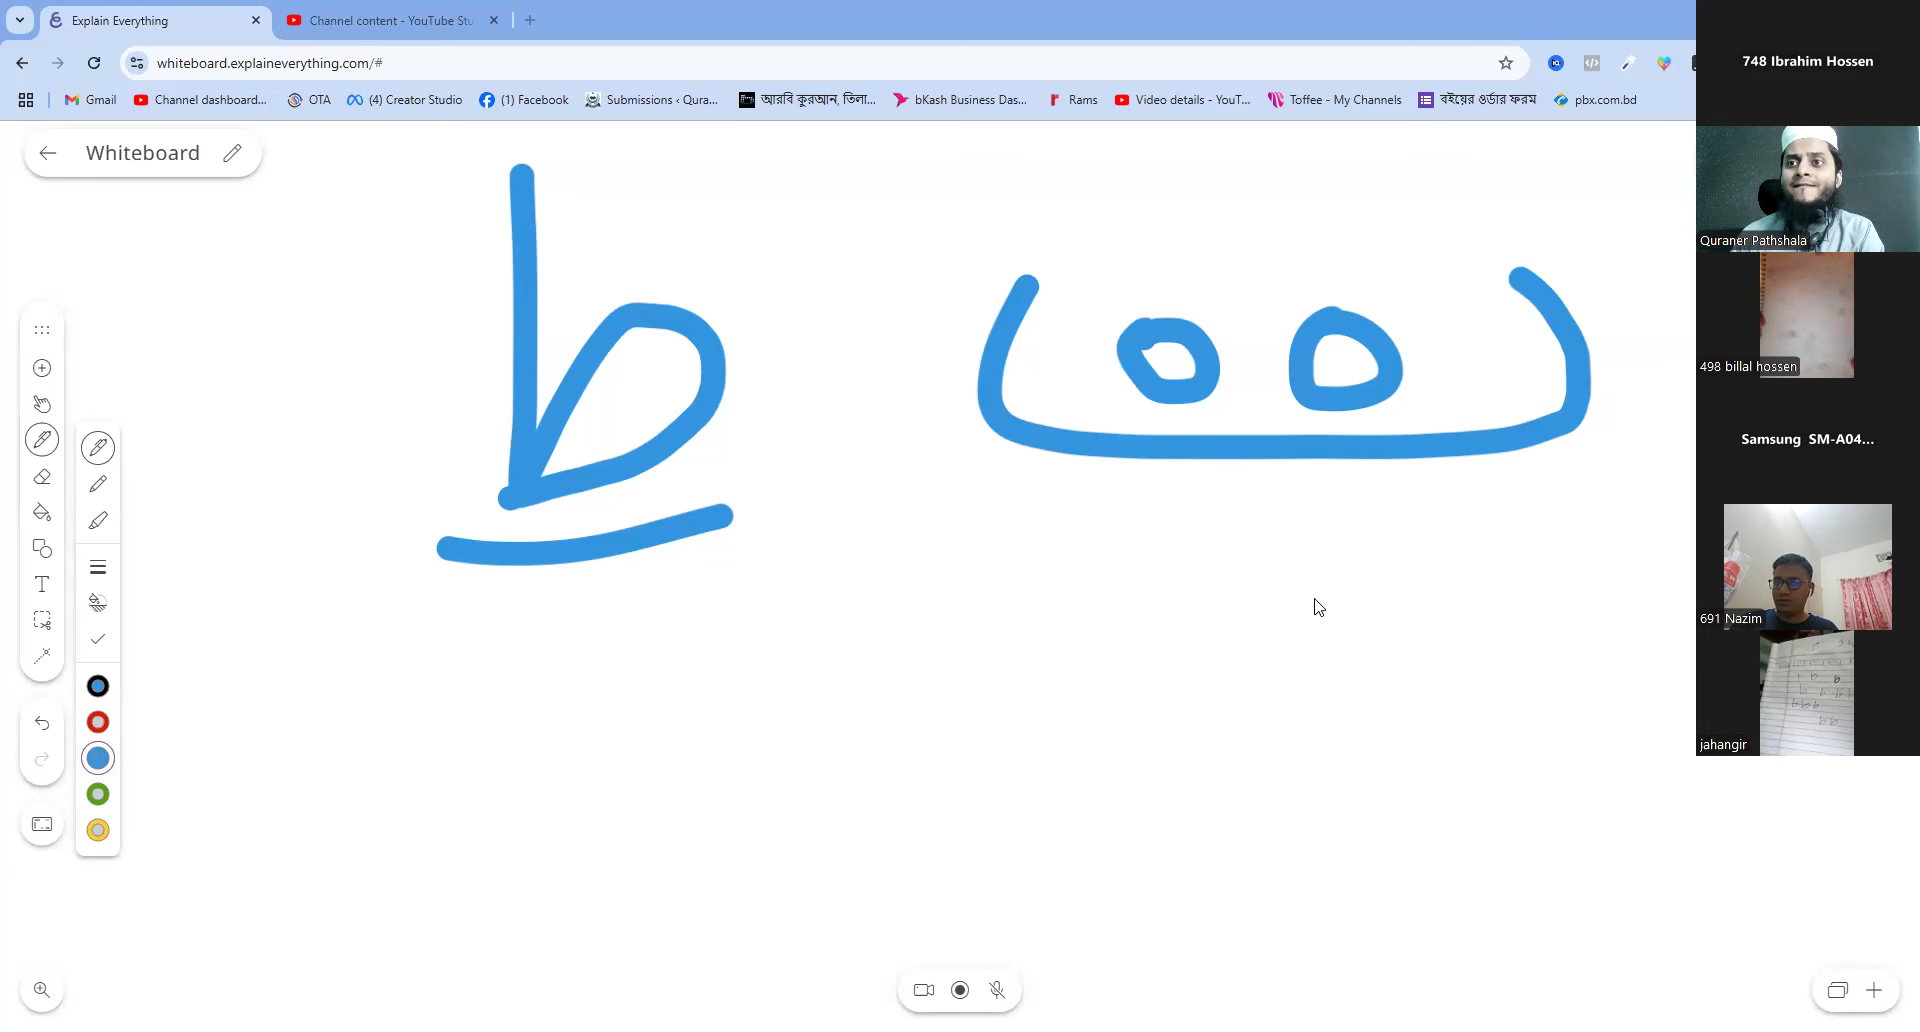 Explain Everything
Channel content - YouTube Stu
whiteboard.explaineverything.com/#
Gmail
Channel dashboard...
OTA
(4) Creator Studio
(1) Facebook
Submissions ‹ Qura...
আরবি কুরআন, তিলা...
bKash Business Das...
Rams
Video details - YouT...
Toffee - My Channels
বইয়ের ওর্ডার ফরম
pbx.com.bd
Whiteboard
ط ت
T
748 Ibrahim Hossen
Quraner Pathshala
498 billal hossen
Samsung SM-A04...
691 Nazim
jahangir